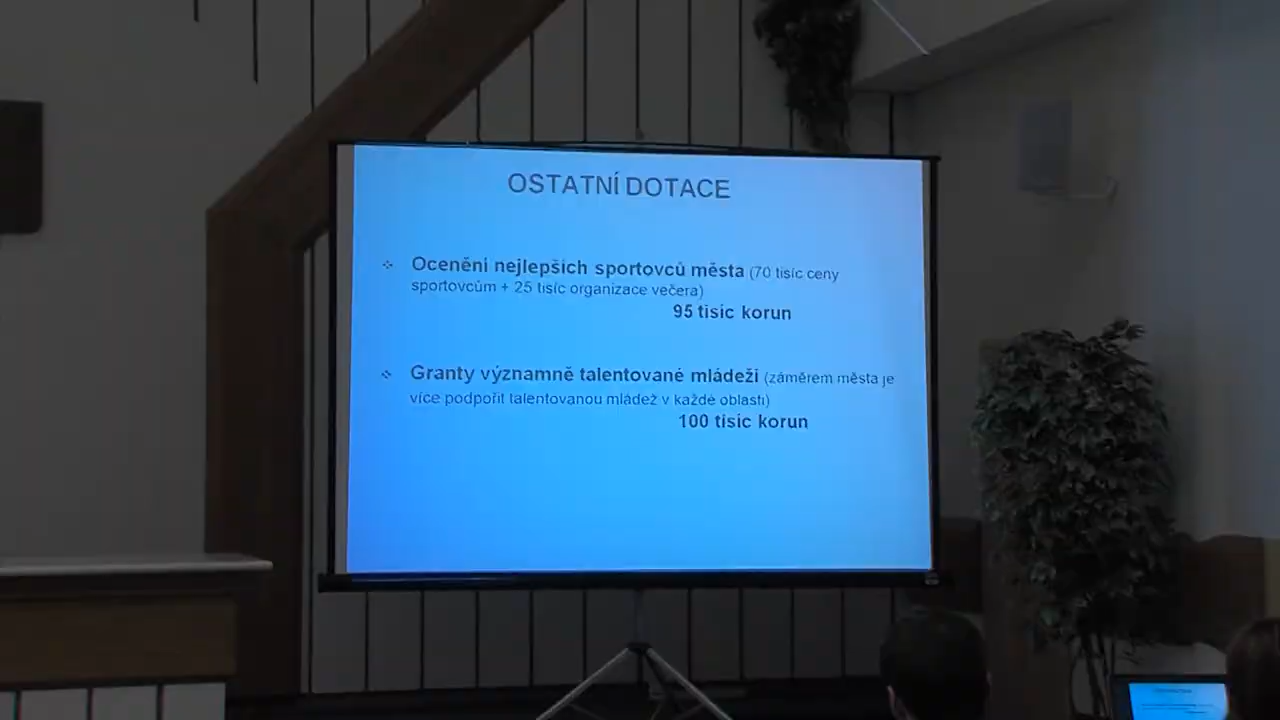 OSTATNÍ DOTACE
Ocenění nejlepších sportovců města (70 tisíc ceny
sportovcům + 25 tisíc organizace večera)
95 tisíc korun
Granty významně talentované mládeži (záměrem města je
více podpořit talentovanou mládež v každé oblasti)
100 tisíc korun